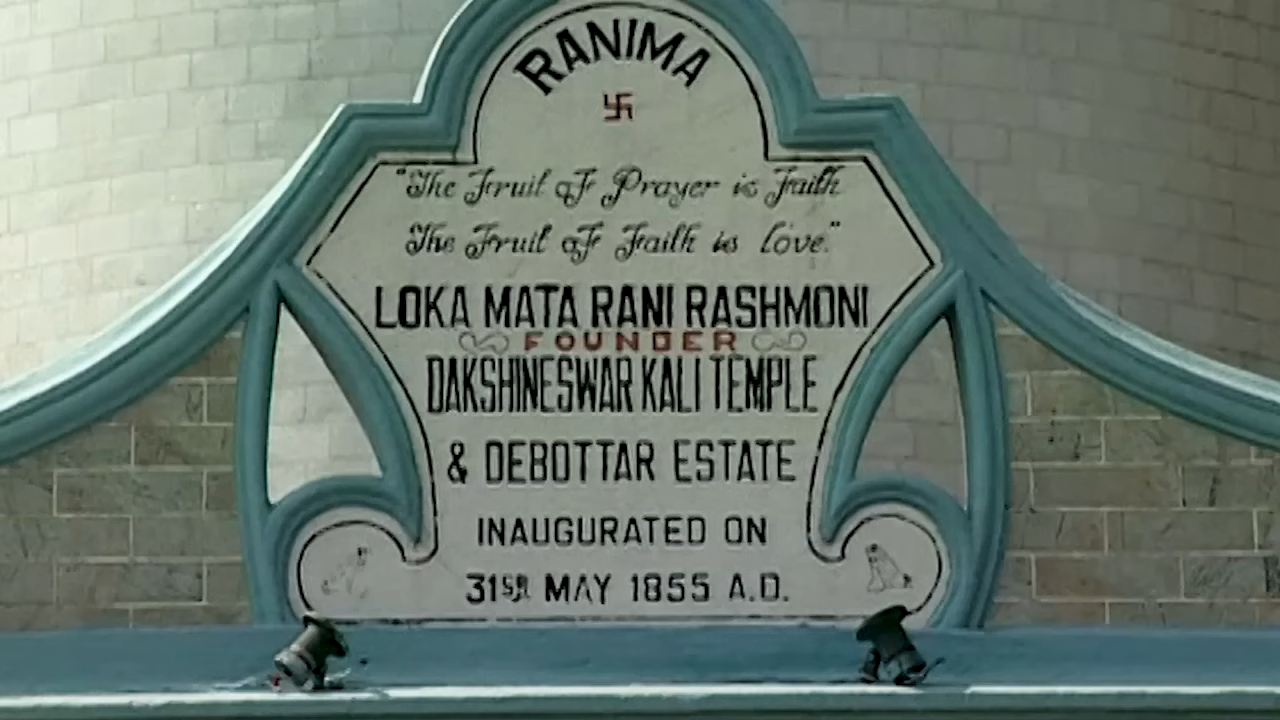 RANIMA
卐
"The Fruit of Prayer is Faith
The Fruit of Faith is love."
LOKA MATA RANI RASHMONI
FOUNDER
DAKSHINESWAR KALI TEMPLE
& DEBOTTAR ESTATE
INAUGURATED ON
31ST MAY 1855 A.D.